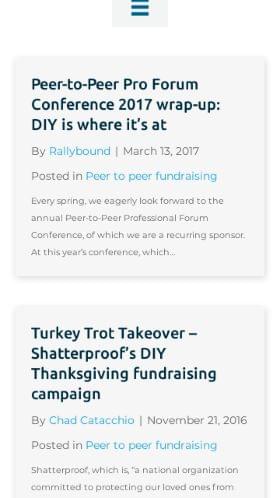 Peer-to-Peer Pro Forum
Conference 2017 wrap-up:
DIY is where it’s at
By Rallybound | March 13, 2017
Posted in Peer to peer fundraising
Every spring, we eagerly look forward to the
annual Peer-to-Peer Professional Forum
Conference, of which we are a recurring sponsor.
At this year’s conference, which…
Turkey Trot Takeover –
Shatterproof’s DIY
Thanksgiving fundraising
campaign
By Chad Catacchio | November 21, 2016
Posted in Peer to peer fundraising
Shatterproof, which is, “a national organization
committed to protecting our loved ones from